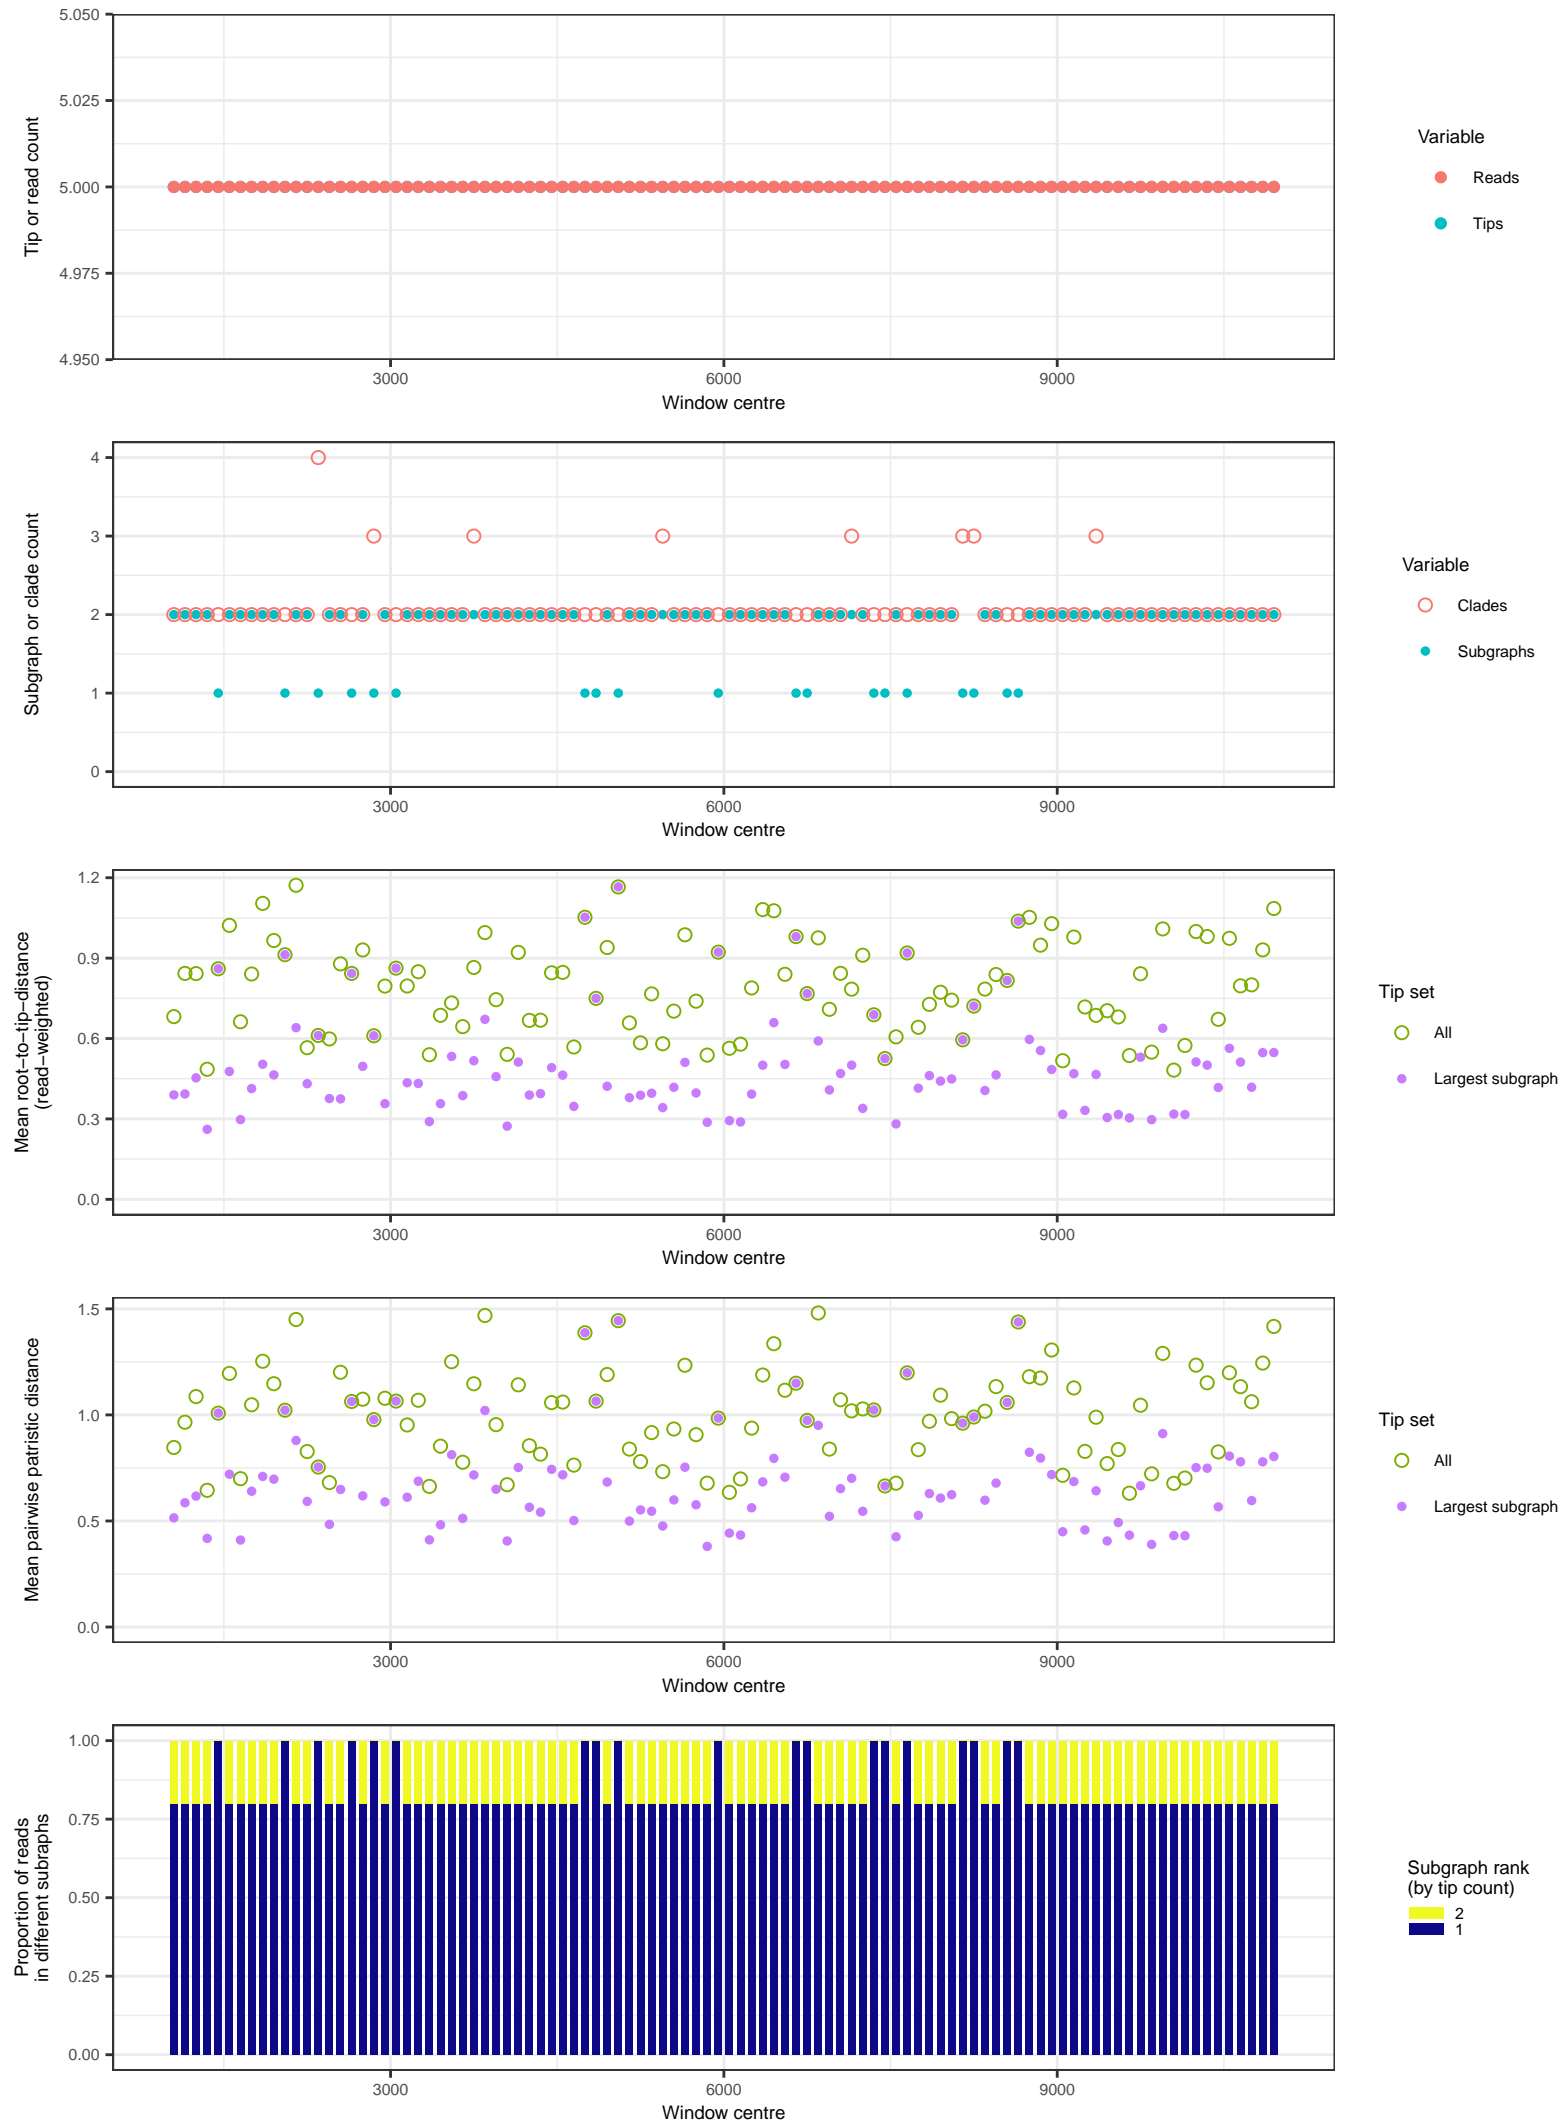 5.050
5.025
5.000
4.975
4.950
Tip or read count
3000 6000 9000
Window centre
Variable
Reads
Tips
4
3
2
1
0
Subgraph or clade count
3000 6000 9000
Window centre
Variable
Clades
Subgraphs
1.2
0.9
0.6
0.3
0.0
Mean root−to−tip−distance
(read−weighted)
3000 6000 9000
Window centre
Tip set
All
Largest subgraph
1.5
1.0
0.5
0.0
Mean pairwise patristic distance
3000 6000 9000
Window centre
Tip set
All
Largest subgraph
1.00
0.75
0.50
0.25
0.00
Proportion of reads
in different subraphs
3000 6000 9000
Window centre
Subgraph rank
(by tip count)
2
1